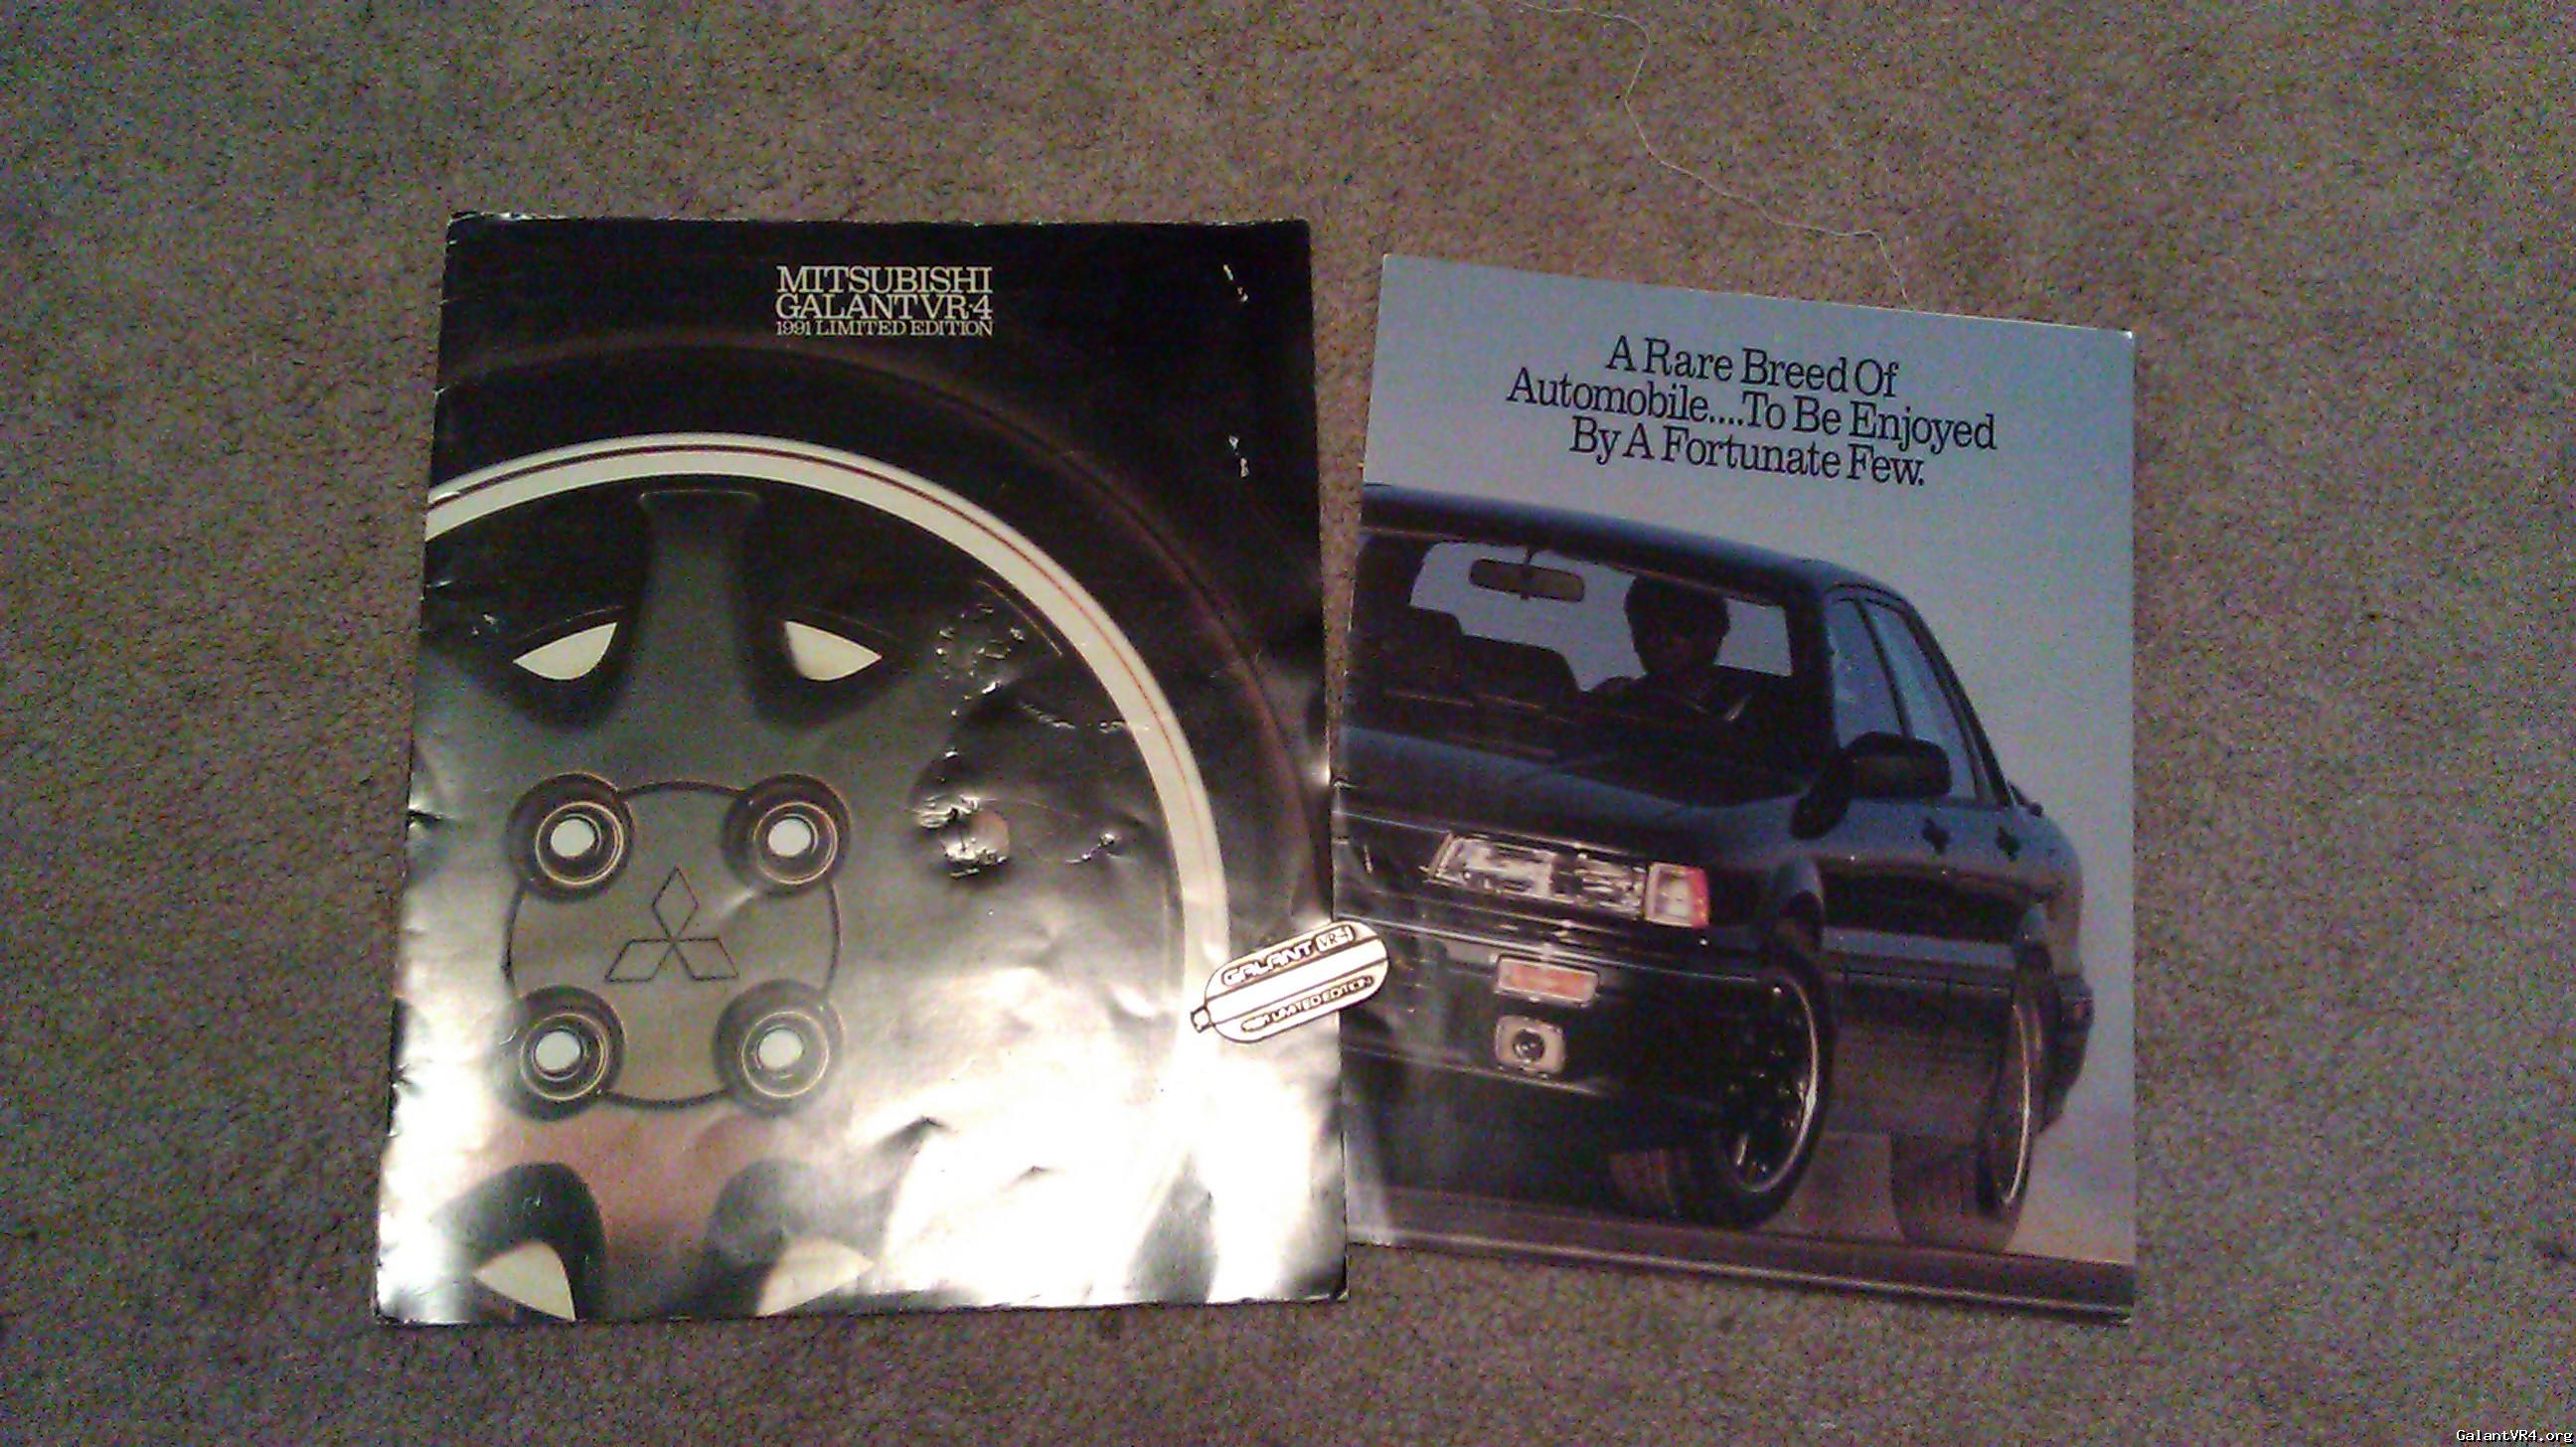 MITSUBISHI
GALANT VR-4
1991 LIMITED EDITION
A Rare Breed Of
Automobile....To Be Enjoyed
By A Fortunate Few.
GALANT VR-4
1991 LIMITED EDITION
GalantVR4.org